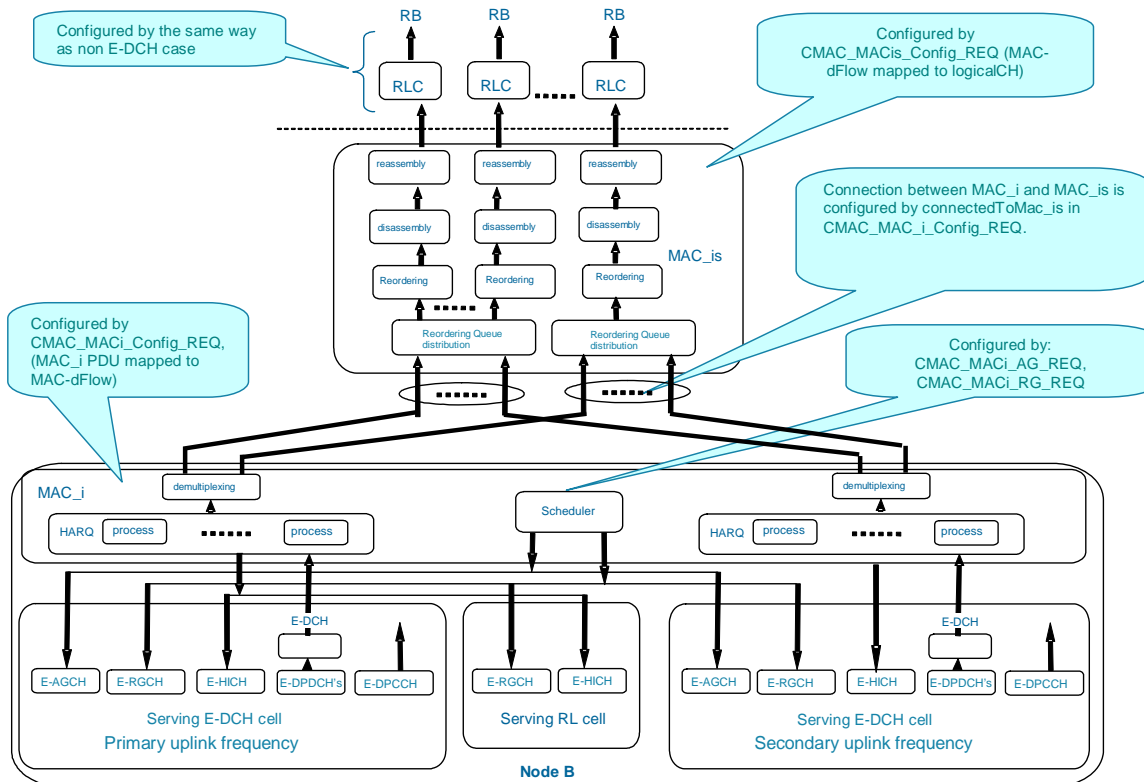 RB RB RB
Configured by the same way
as non E-DCH case
RLC RLC RLC
Configured by
CMAC_MACis_Config_REQ (MAC-
dFlow mapped to logicalCH)
reassembly reassembly reassembly
disassembly disassembly disassembly
Reordering Reordering Reordering
MAC_is
Connection between MAC_i and MAC_is is
configured by connectedToMac_is in
CMAC_MAC_i_Config_REQ.
Reordering Queue
distribution
Reordering Queue
distribution
Configured by
CMAC_MACi_Config_REQ,
(MAC_i PDU mapped to
MAC-dFlow)
Configured by:
CMAC_MACi_AG_REQ,
CMAC_MACi_RG_REQ
MAC_i
demultiplexing
Scheduler
demultiplexing
HARQ process process
HARQ process process
E-DCH
E-DCH
E-AGCH E-RGCH E-HICH E-DPDCH's E-DPCCH
E-RGCH E-HICH
E-AGCH E-RGCH E-HICH E-DPDCH's E-DPCCH
Serving E-DCH cell
Primary uplink frequency
Serving RL cell
Serving E-DCH cell
Secondary uplink frequency
Node B